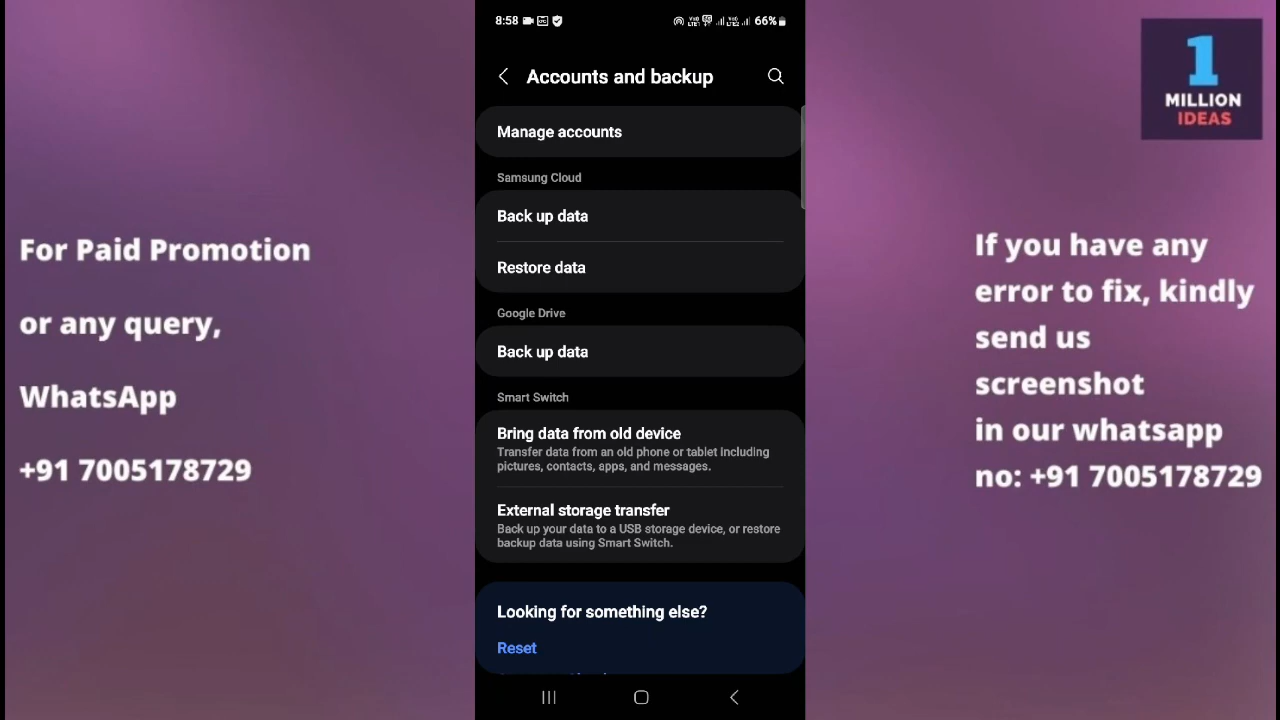 8:58
66%
Accounts and backup
Manage accounts
Samsung Cloud
Back up data
Restore data
Google Drive
Back up data
Smart Switch
Bring data from old device
Transfer data from an old phone or tablet including
pictures, contacts, apps, and messages.
External storage transfer
Back up your data to a USB storage device, or restore
backup data using Smart Switch.
Looking for something else?
Reset
For Paid Promotion
or any query,
WhatsApp
+91 7005178729
1
MILLION
IDEAS
If you have any
error to fix, kindly
send us
screenshot
in our whatsapp
no: +91 7005178729